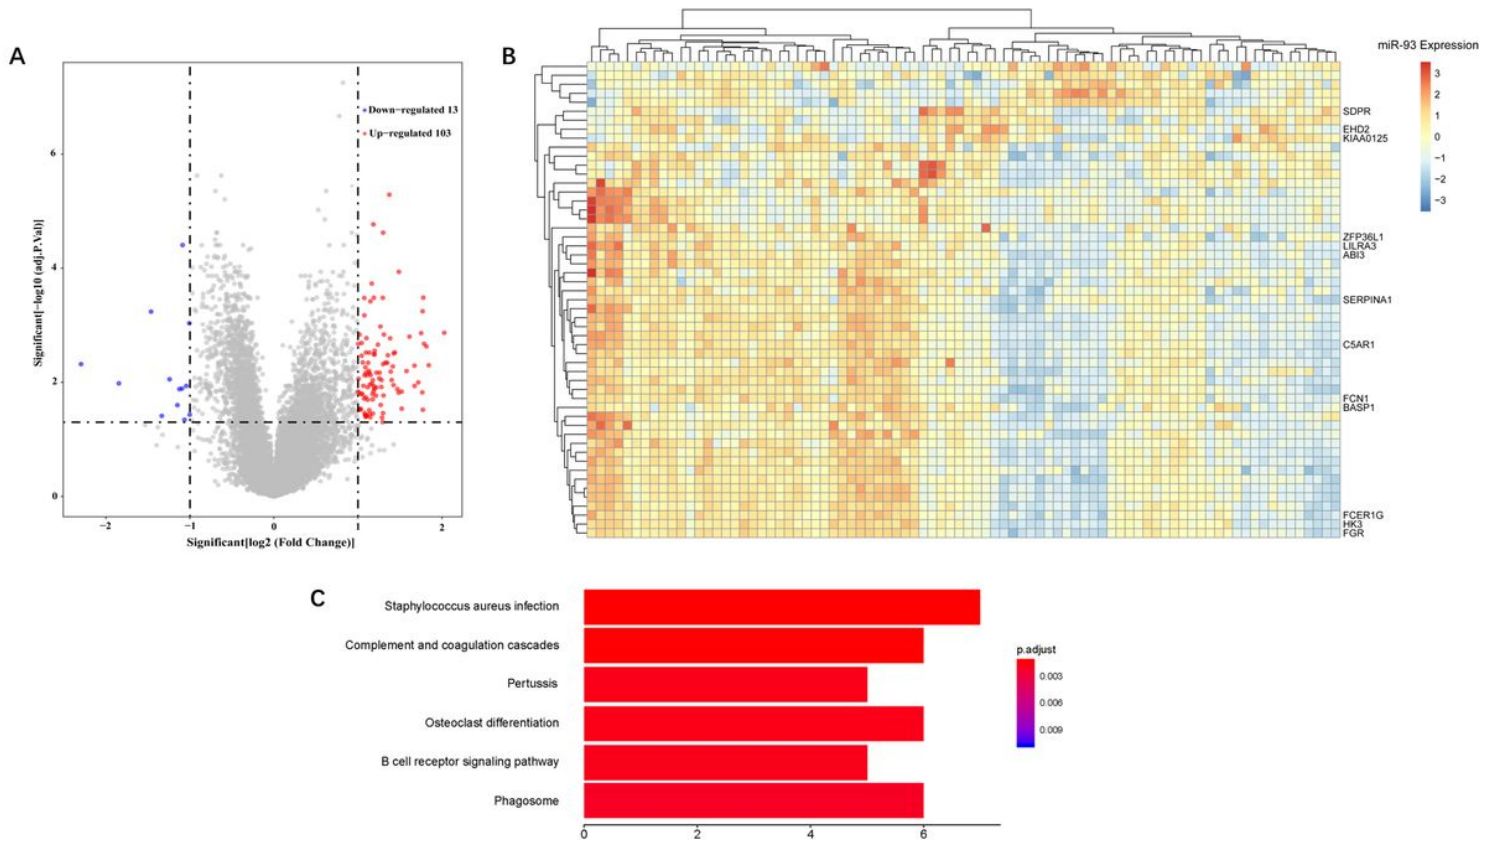 A
Down-regulated 13
Up-regulated 103
6
4
2
0
−2
−1
0
1
2
Significant[−log10 (adj.P.Val)]
Significant[log2 (Fold Change)]
B
miR-93 Expression
3
2
1
0
−1
−2
−3
SDPR
EHD2
KIAA0125
ZFP36L1
LILRA3
ABI3
SERPINA1
C5AR1
FCN1
BASP1
FCER1G
HK3
FGR
C
Staphylococcus aureus infection
Complement and coagulation cascades
Pertussis
Osteoclast differentiation
B cell receptor signaling pathway
Phagosome
0
2
4
6
p.adjust
0.003
0.006
0.009